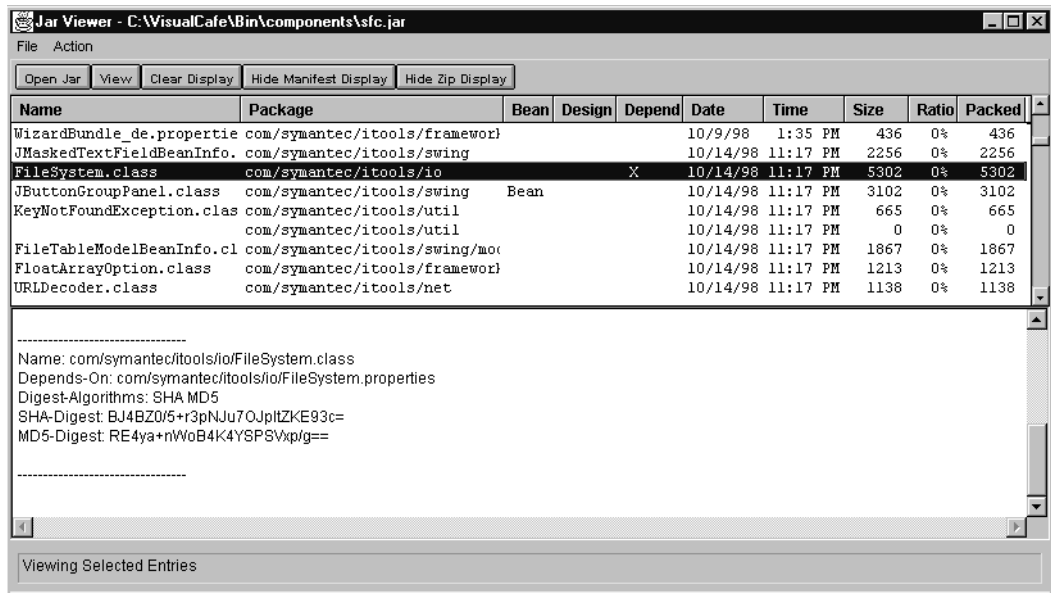 Jar Viewer - C:\VisualCafe\Bin\components\sfc.jar
File Action
Open Jar View Clear Display Hide Manifest Display Hide Zip Display
Name Package Bean Design Depend Date Time Size Ratio Packed
WizardBundle_de.propertie com/symantec/itools/framework 10/9/98 1:35 PM 436 0% 436
JMaskedTextFieldBeanInfo. com/symantec/itools/swing 10/14/98 11:17 PM 2256 0% 2256
FileSystem.class com/symantec/itools/io X 10/14/98 11:17 PM 5302 0% 5302
JButtonGroupPanel.class com/symantec/itools/swing Bean 10/14/98 11:17 PM 3102 0% 3102
KeyNotFoundException.clas com/symantec/itools/util 10/14/98 11:17 PM 665 0% 665
com/symantec/itools/util 10/14/98 11:17 PM 0 0% 0
FileTableModelBeanInfo.cl com/symantec/itools/swing/mo 10/14/98 11:17 PM 1867 0% 1867
FloatArrayOption.class com/symantec/itools/framework 10/14/98 11:17 PM 1213 0% 1213
URLDecoder.class com/symantec/itools/net 10/14/98 11:17 PM 1138 0% 1138
--------------------------------
Name: com/symantec/itools/io/FileSystem.class
Depends-On: com/symantec/itools/io/FileSystem.properties
Digest-Algorithms: SHA MD5
SHA-Digest: BJ4BZ0/5+r3pNJu7OJpltZKE93c=
MD5-Digest: RE4ya+nWoB4K4YSPSVxp/g==
--------------------------------
Viewing Selected Entries